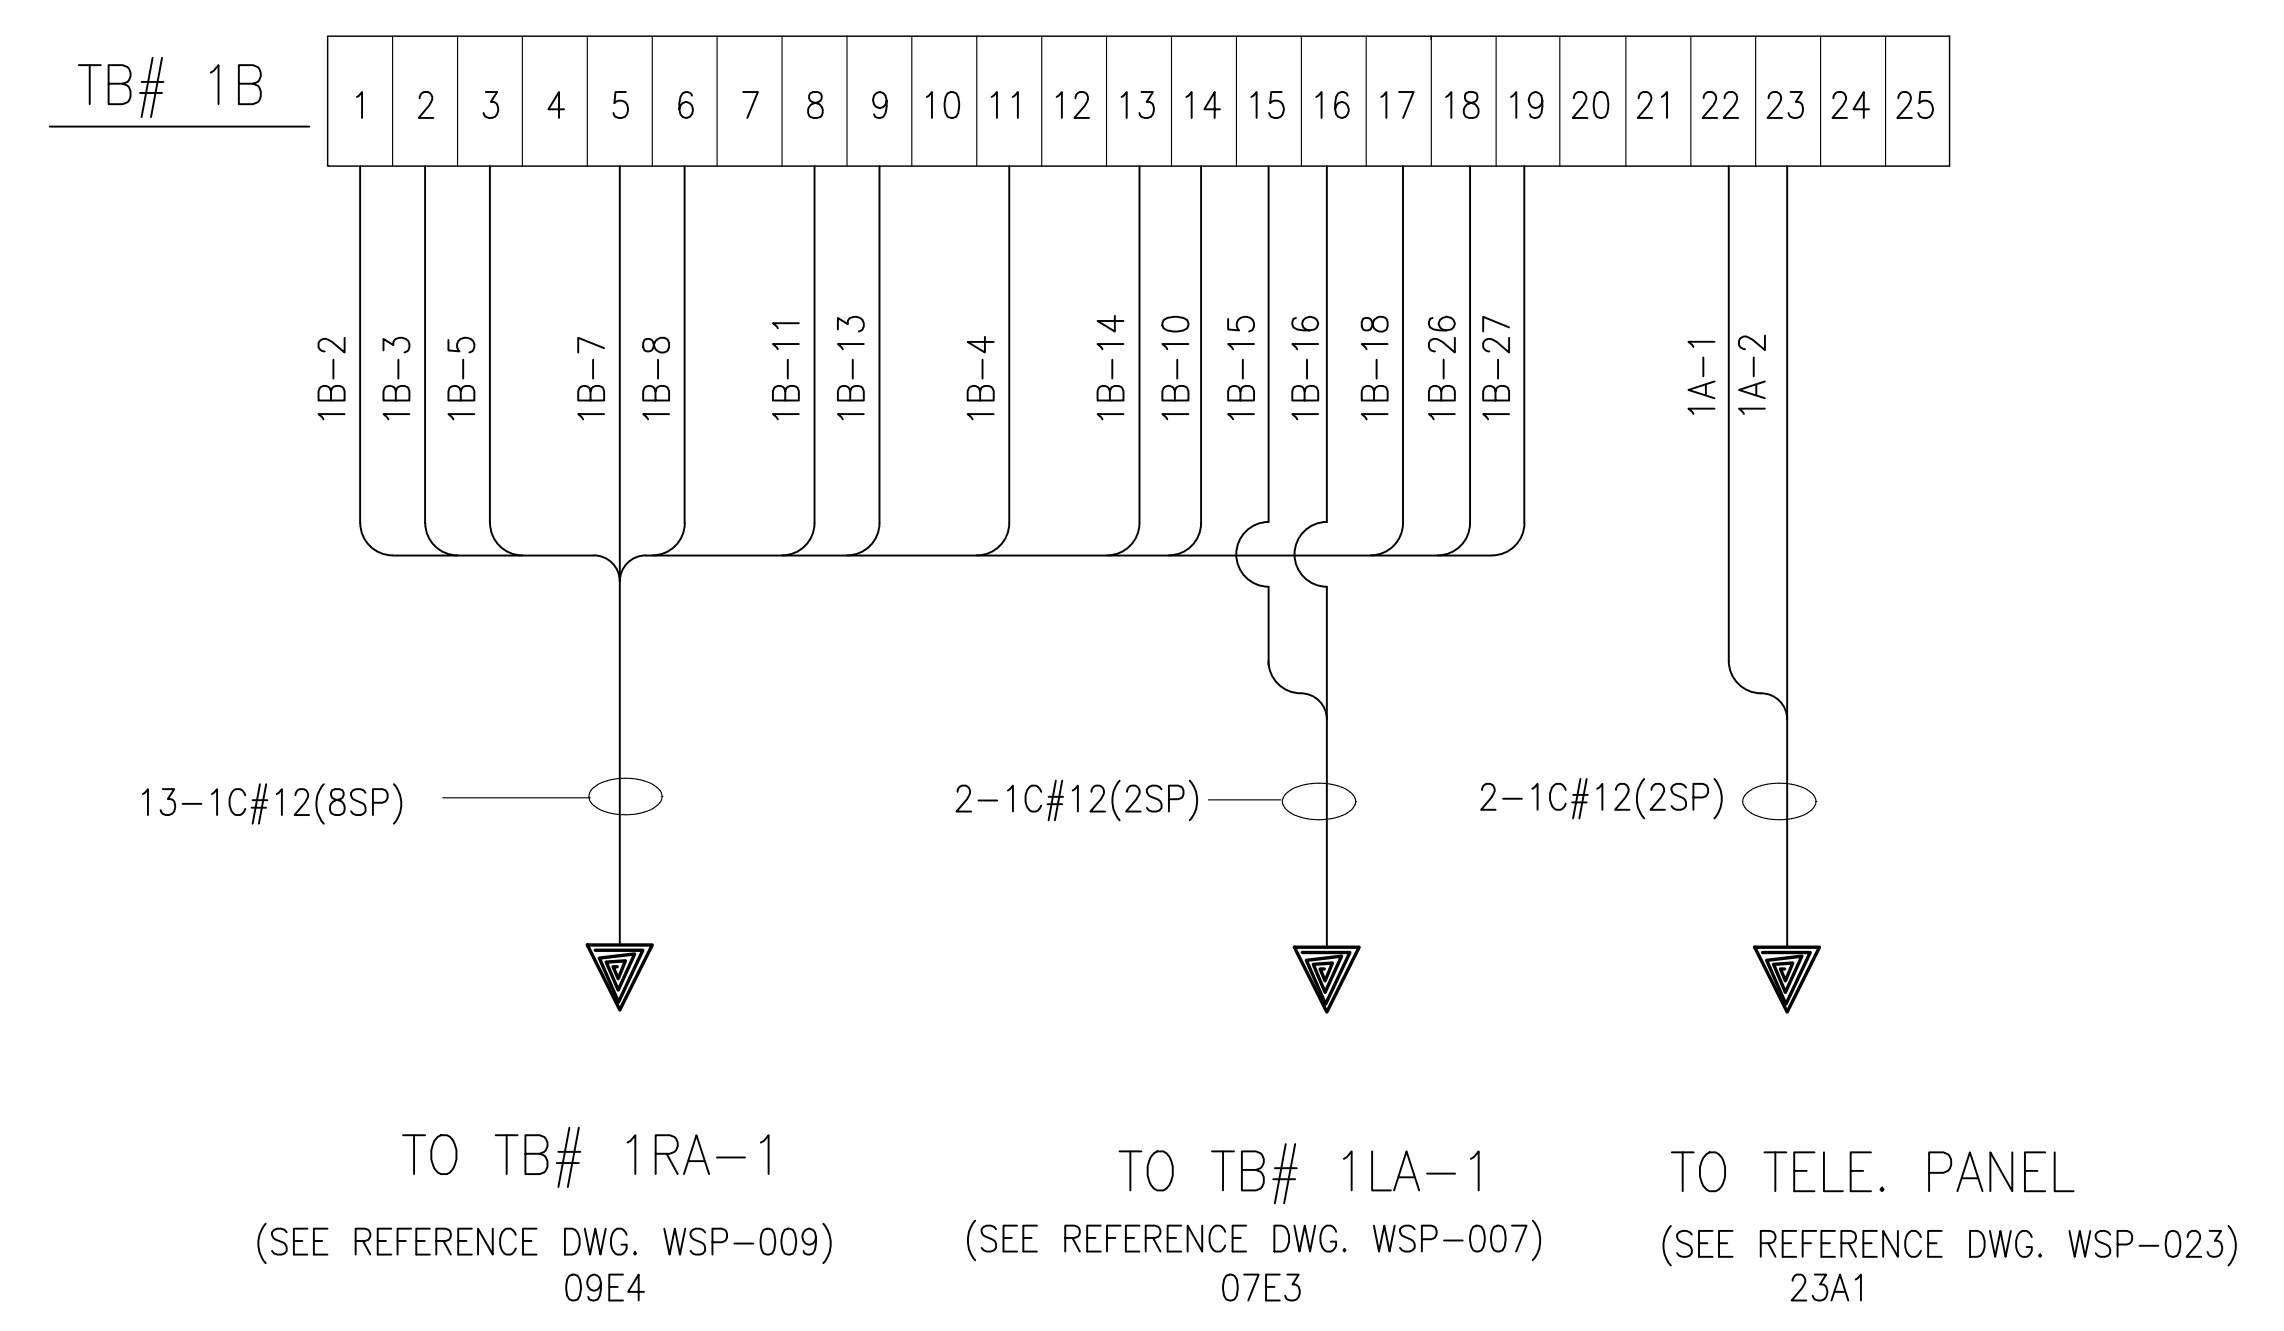 TB# 1B
1 2 3 4 5 6 7 8 9 10 11 12 13 14 15 16 17 18 19 20 21 22 23 24 25
1B-2
1B-3
1B-5
1B-7
1B-8
1B-11
1B-13
1B-4
1B-14
1B-10
1B-15
1B-16
1B-18
1B-26
1B-27
1A-1
1A-2
13-1C#12(8SP)
2-1C#12(2SP)
2-1C#12(2SP)
TO TB# 1RA-1
(SEE REFERENCE DWG. WSP-009)
09E4
TO TB# 1LA-1
(SEE REFERENCE DWG. WSP-007)
07E3
TO TELE. PANEL
(SEE REFERENCE DWG. WSP-023)
23A1